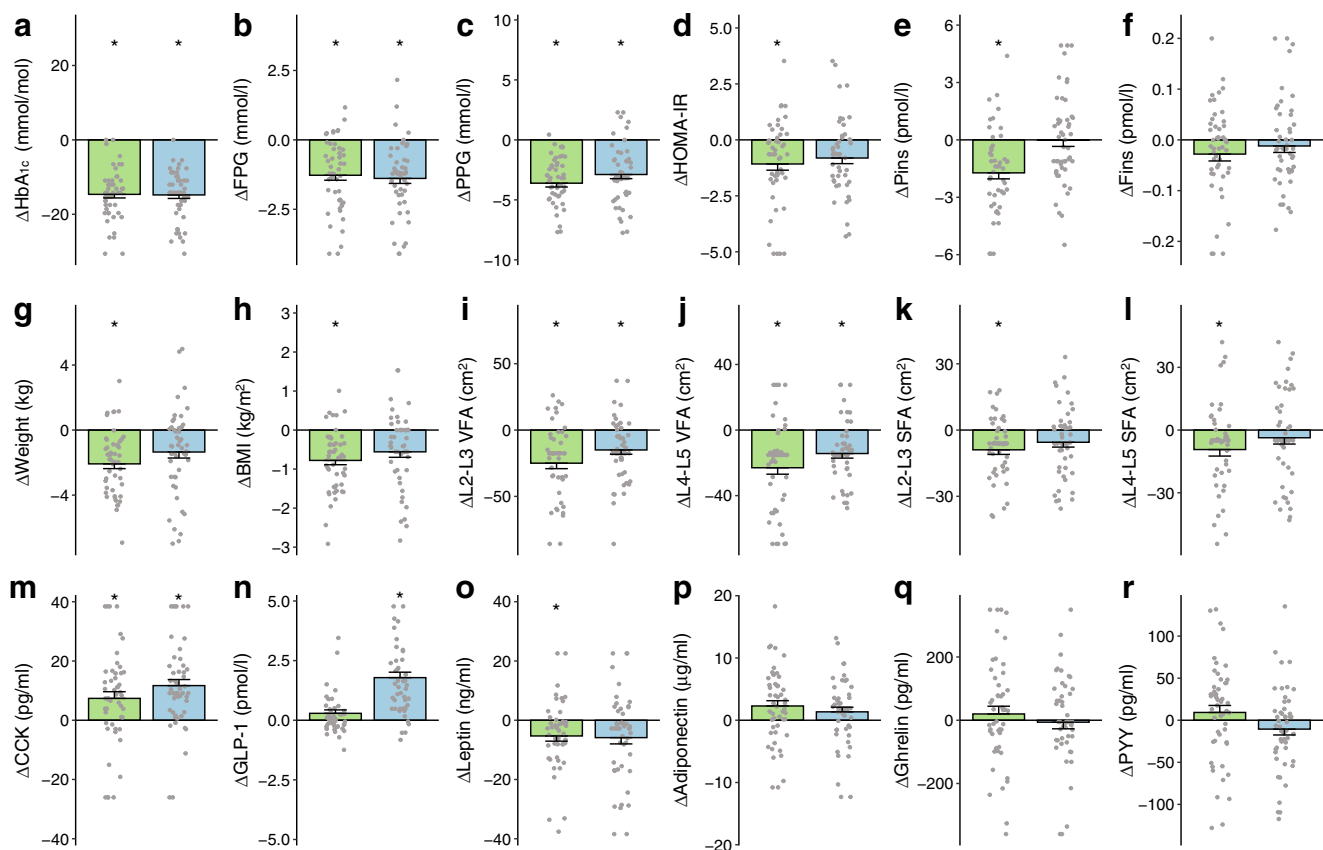 a
ΔHbA1c (mmol/mol)
20
0
−20
* *
b
ΔFPG (mmol/l)
2.5
0.0
−2.5
* *
c
ΔPPG (mmol/l)
10
5
0
−5
−10
* *
d
ΔHOMA-IR
5.0
2.5
0
−2.5
5.0
*
e
ΔPins (pmol/l)
6
3
0
−3
−6
*
f
ΔFins (pmol/l)
0.2
0.1
0.0
−0.1
−0.2
g
ΔWeight (kg)
4
0
−4
*
h
ΔBMI (kg/m²)
3
2
1
0
−1
−2
−3
*
i
ΔL2-L3 VFA (cm²)
50
0
−50
* *
j
ΔL4-L5 VFA (cm²)
40
0
−40
* *
k
ΔL2-L3 SFA (cm²)
30
0
−30
*
l
ΔL4-L5 SFA (cm²)
30
0
−30
*
m
ΔCCK (pg/ml)
40
20
0
−20
−40
* *
n
ΔGLP-1 (pmol/l)
5.0
2.5
0.0
2.5
5.0
*
o
ΔLeptin (ng/ml)
40
20
0
−20
−40
*
p
ΔAdiponectin (μg/ml)
20
10
0
−10
−20
q
ΔGhrelin (pg/ml)
200
0
−200
r
ΔPYY (pg/ml)
100
50
0
−50
−100